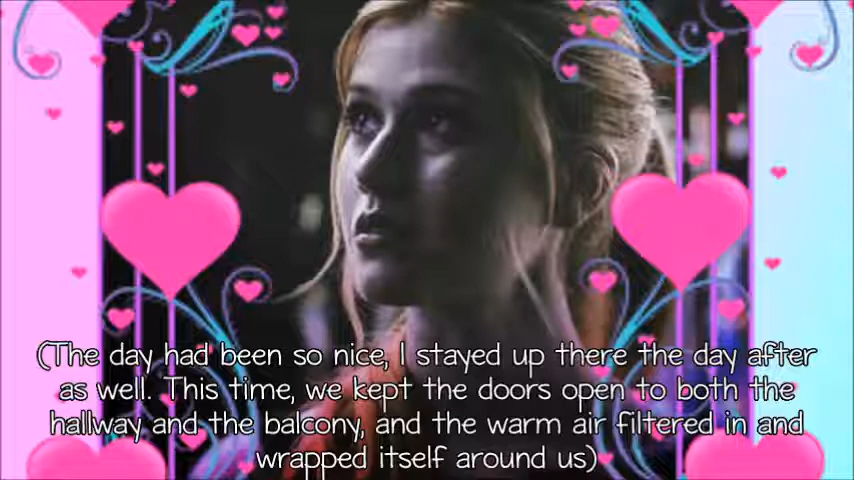 (The day had been so nice, I stayed up there the day after
as well. This time, we kept the doors open to both the
hallway and the balcony, and the warm air filtered in and
wrapped itself around us)